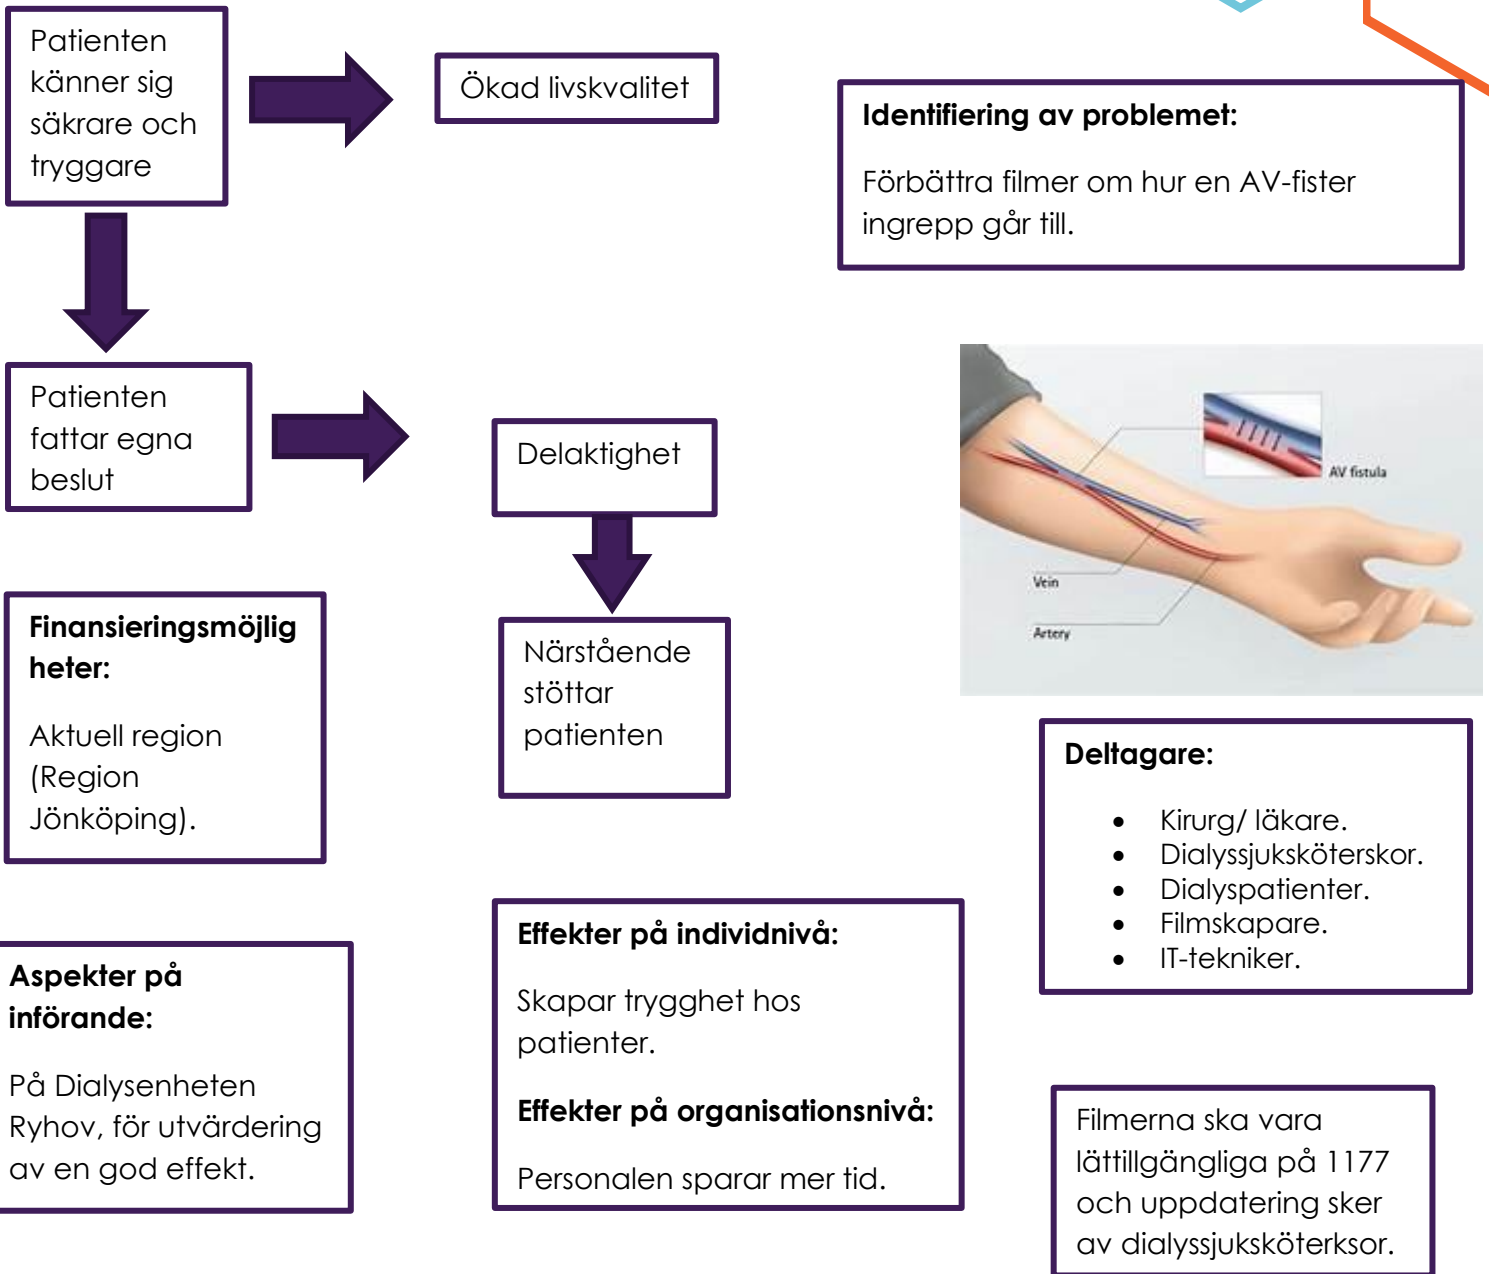 Patienten
känner sig
säkrare och
tryggare
Ökad livskvalitet
Identifiering av problemet:
Förbättra filmer om hur en AV-fister
ingrepp går till.
Patienten
fattar egna
beslut
Delaktighet
AV fistula
Vein
Artery
Finansieringsmöjlig
heter:
Aktuell region
(Region
Jönköping).
Närstående
stöttar
patienten
Deltagare:
• Kirurg/ läkare.
• Dialyssjuksköterskor.
• Dialyspatienter.
• Filmskapare.
• IT-tekniker.
Aspekter på
införande:
På Dialysenheten
Ryhov, för utvärdering
av en god effekt.
Effekter på individnivå:
Skapar trygghet hos
patienter.
Effekter på organisationsnivå:
Personalen sparar mer tid.
Filmerna ska vara
lättillgängliga på 1177
och uppdatering sker
av dialyssjuksköterksor.